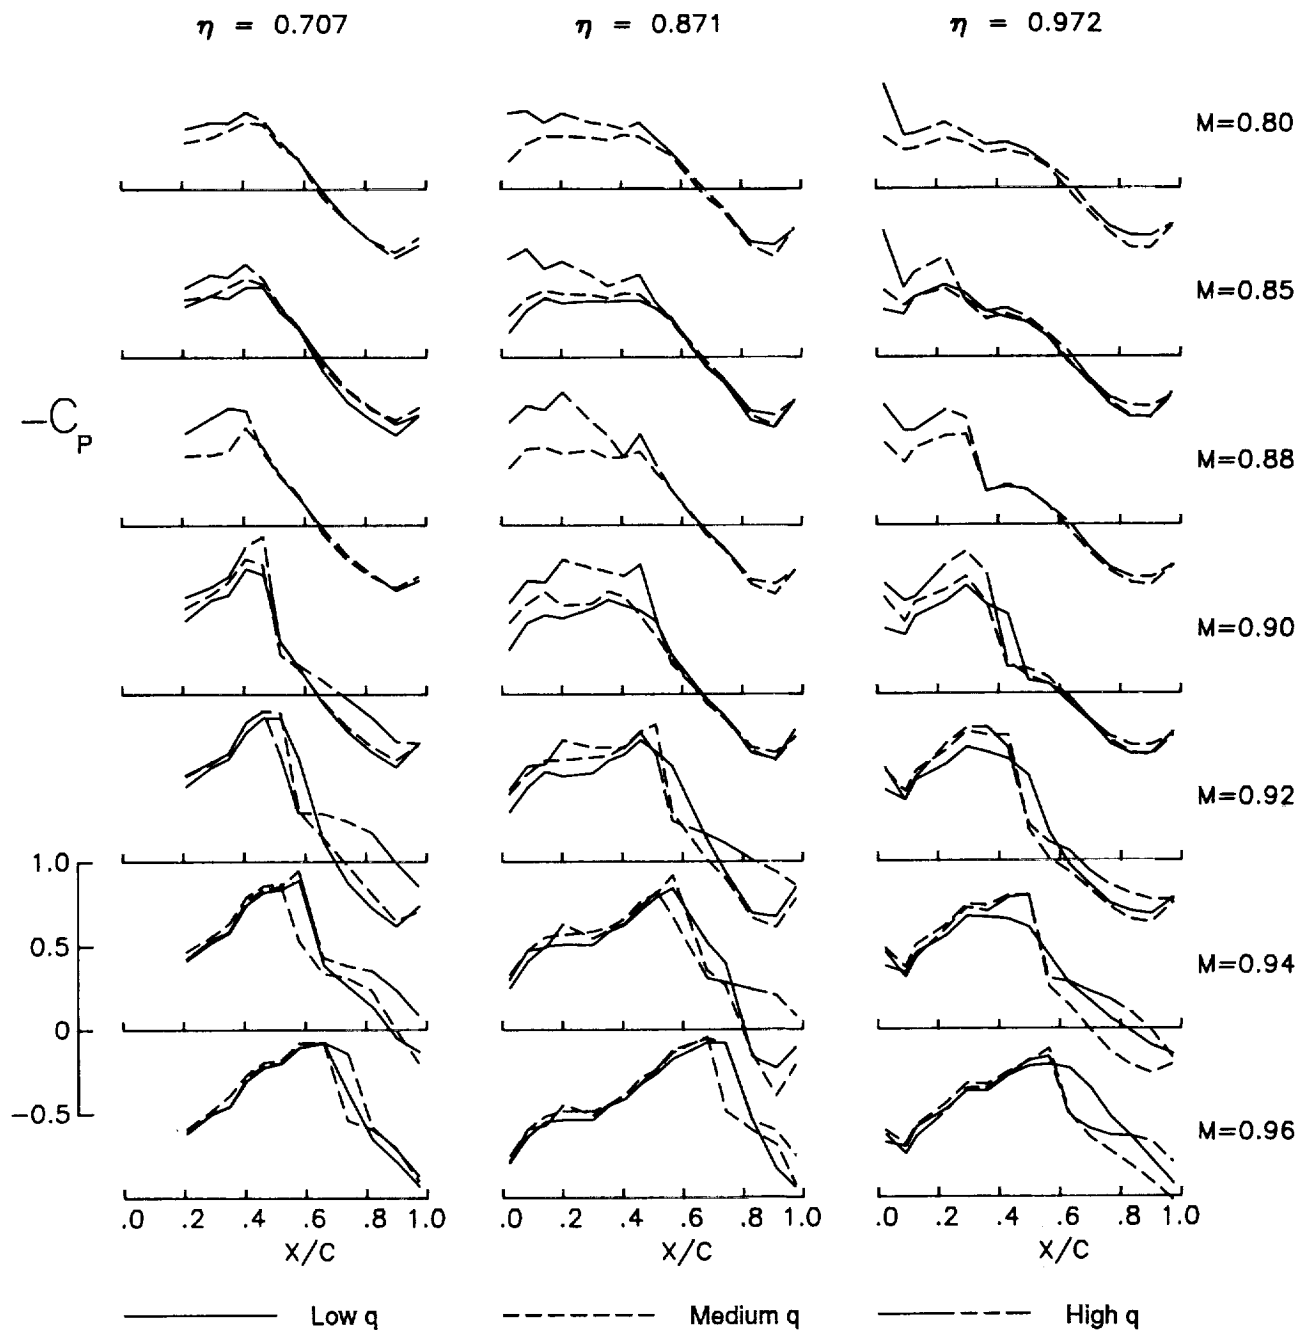 η = 0.707
η = 0.871
η = 0.972
M=0.80
M=0.85
−C_P
M=0.88
M=0.90
M=0.92
1.0
0.5
M=0.94
0
−0.5
M=0.96
.0 .2 .4 .6 .8 1.0
.0 .2 .4 .6 .8 1.0
.0 .2 .4 .6 .8 1.0
X/C
X/C
X/C
Low q
Medium q
High q